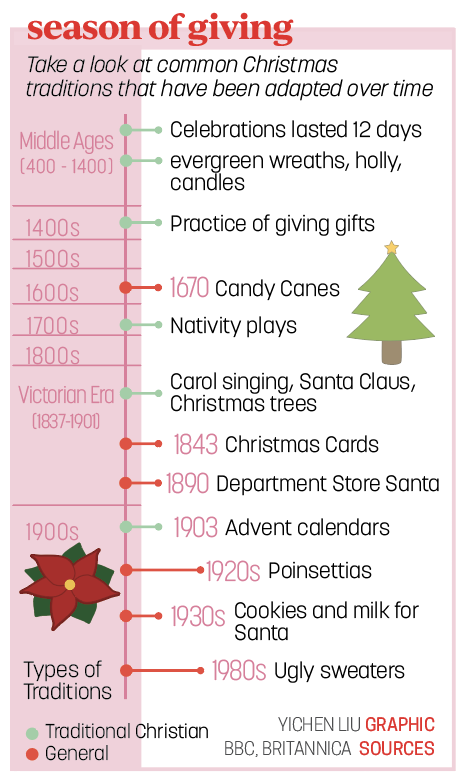 season of giving
Take a look at common Christmas
traditions that have been adapted over time
Middle Ages
(400 - 1400)
Celebrations lasted 12 days
evergreen wreaths, holly,
candles
1400s
Practice of giving gifts
1500s
1600s
1670 Candy Canes
1700s
Nativity plays
1800s
Victorian Era
(1837-1901)
Carol singing, Santa Claus,
Christmas trees
1843 Christmas Cards
1890 Department Store Santa
1900s
1903 Advent calendars
1920s Poinsettias
1930s Cookies and milk for
Santa
1980s Ugly sweaters
Types of
Traditions
Traditional Christian
General
YICHEN LIU GRAPHIC
BBC, BRITANNICA SOURCES